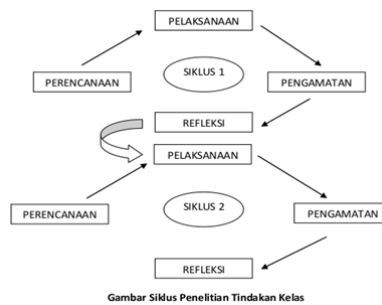 PELAKSANAAN
SIKLUS 1
PERENCANAAN
PENGAMATAN
REFLEKSI
PELAKSANAAN
SIKLUS 2
PERENCANAAN
PENGAMATAN
REFLEKSI
Gambar Siklus Penelitian Tindakan Kelas